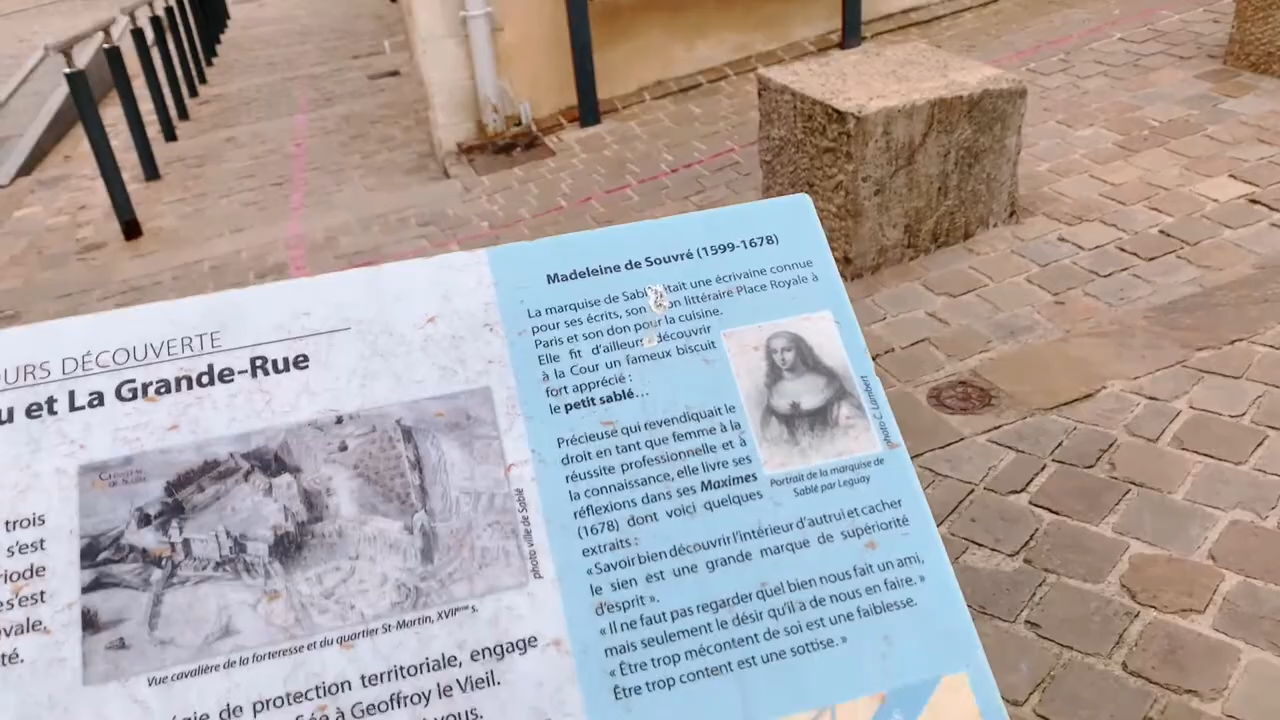 URS DÉCOUVERTE
u et La Grande-Rue
CHATEAU
DE SABLÉ
photo ville de Sablé
Vue cavalière de la forteresse et du quartier St-Martin, XVIIème s.
trois
s'est
riode
s'est
vale,
té.
de protection territoriale, engage
à Geoffroy le Vieil.
vous.
Madeleine de Souvré (1599-1678)
La marquise de Sablé était une écrivaine connue
pour ses écrits, son littéraire Place Royale à
Paris et son don pour la cuisine.
Elle fit d'ailleurs découvrir
à la Cour un fameux biscuit
fort apprécié :
le petit sablé...
photo C. Lambert
Portrait de la marquise de
Sablé par Leguay
Précieuse qui revendiquait le
droit en tant que femme à la
réussite professionnelle et à
la connaissance, elle livre ses
réflexions dans ses Maximes
(1678) dont voici quelques
extraits :
« Savoir bien découvrir l'intérieur d'autrui et cacher
le sien est une grande marque de supériorité
d'esprit ».
« Il ne faut pas regarder quel bien nous fait un ami,
mais seulement le désir qu'il a de nous en faire. »
« Être trop mécontent de soi est une faiblesse.
Être trop content est une sottise. »